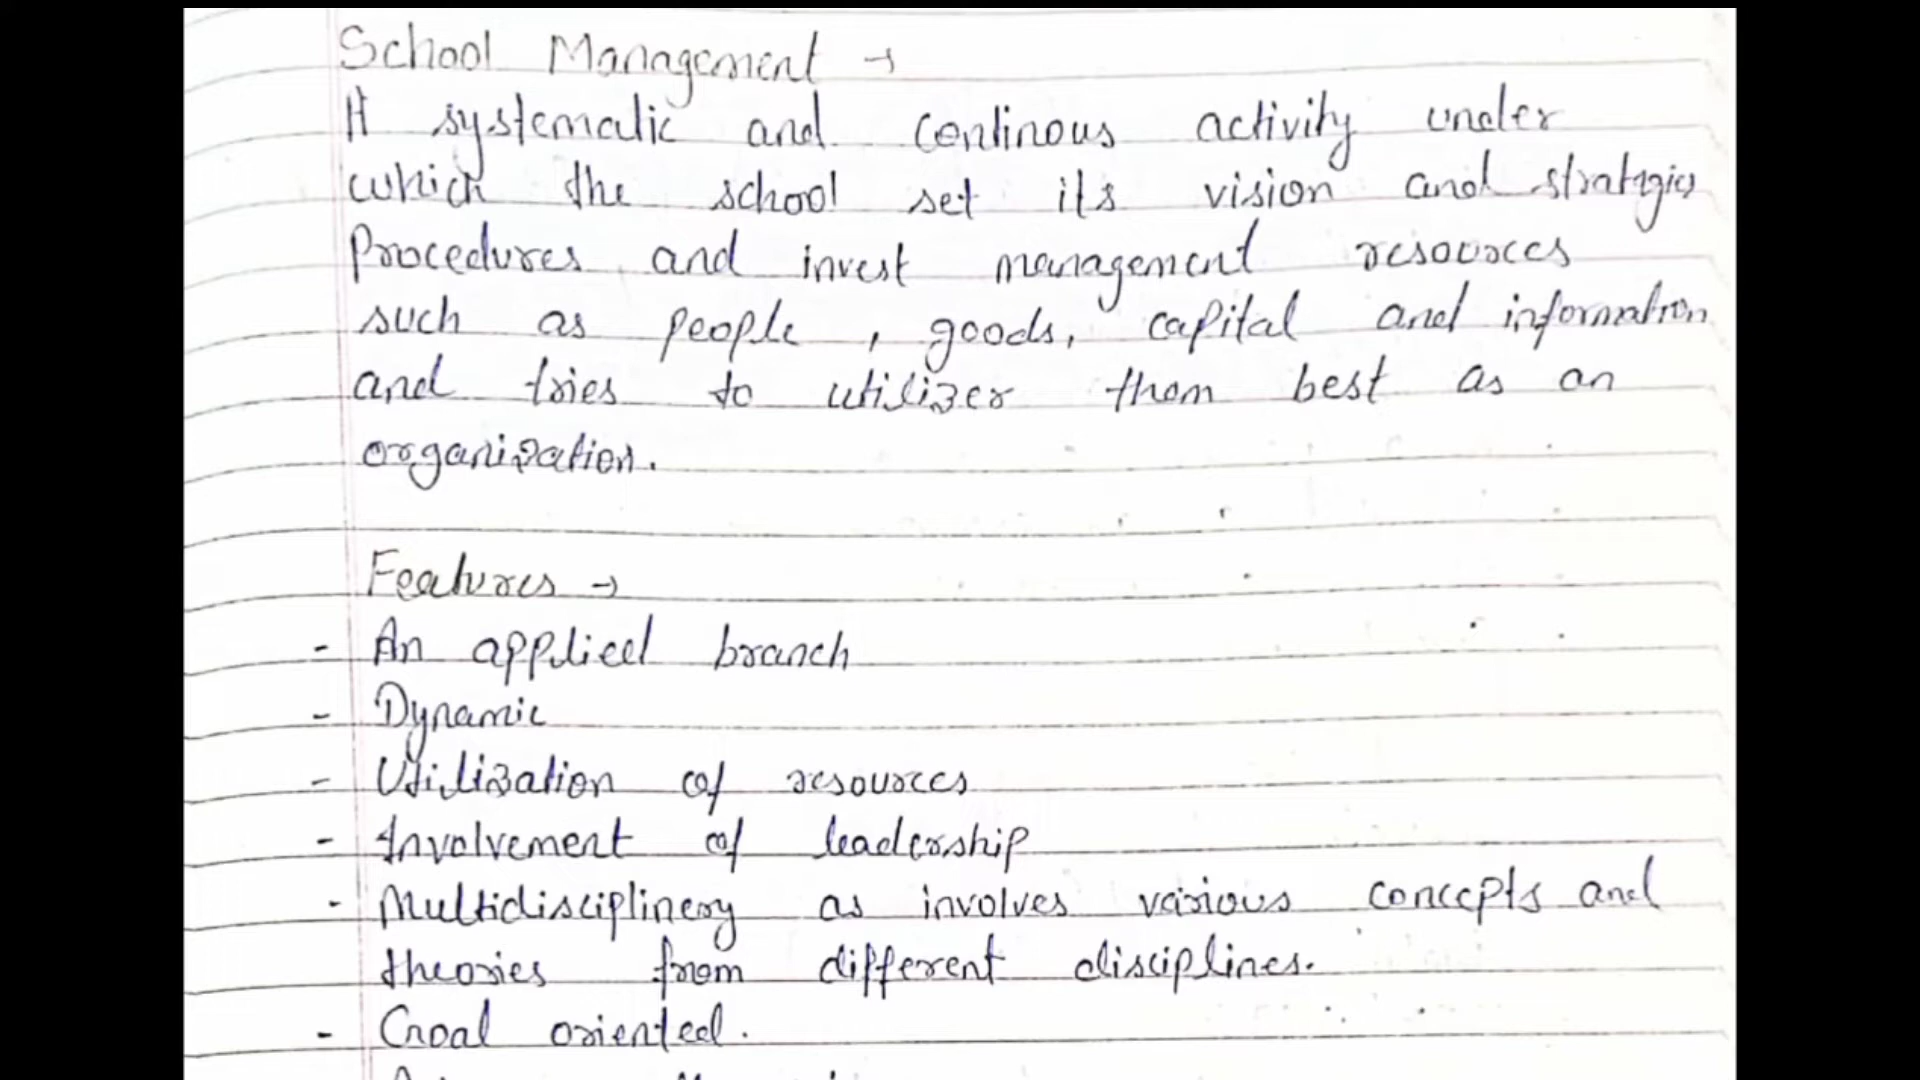 School Management →
It systematic and continous activity under
which the school set its vision and strategies
Procedures and invest management resources
such as people , goods, capital and information
and tries to utilizer them best as an
organization.
Features →
- An applied branch
- Dynamic
- Utilization of resources
- Involvement of leadership
- Multidisciplinery as involves various concepts and
theories from different disciplines.
- Goal oriented.